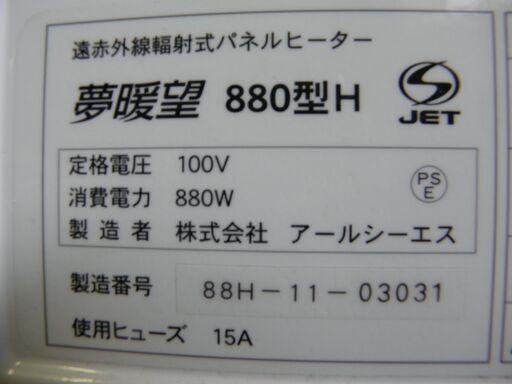 遠赤外線輻射式パネルヒーター
夢暖望 880型H
S
JET
定格電圧 100V
消費電力 880W
PS
E
製造者 株式会社 アールシーエス
製造番号 88H-11-03031
使用ヒューズ 15A